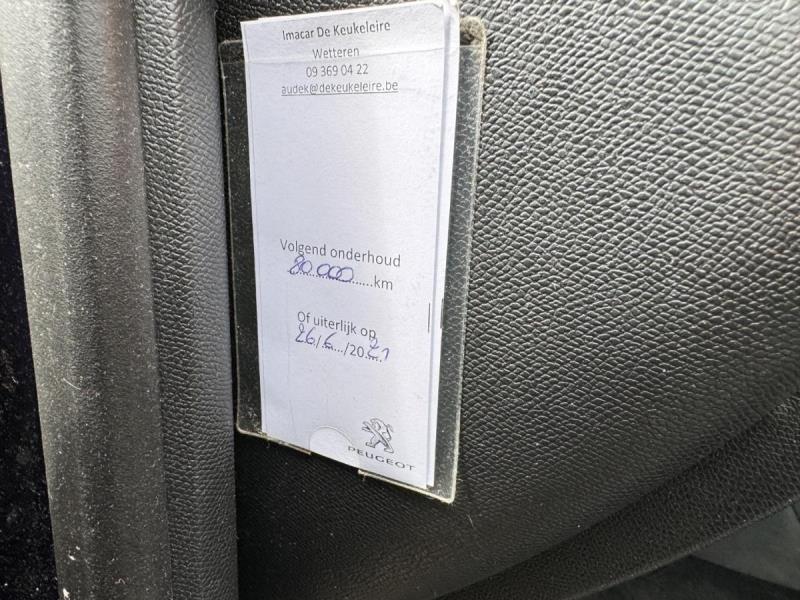 Imacar De Keukeleire
Wetteren
09 369 04 22
audek@dekeukeleire.be
Volgend onderhoud
80.000 km
Of uiterlijk op
26/6/2021
PEUGEOT